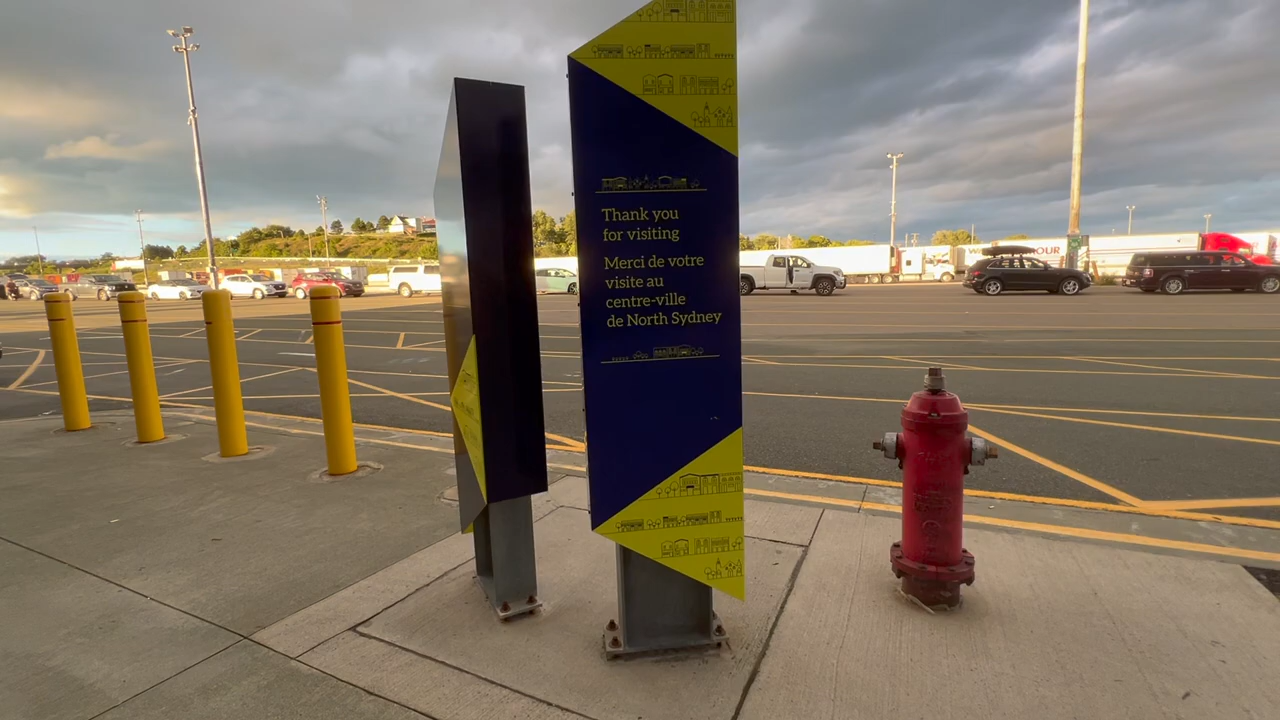 Thank you
for visiting
Merci de votre
visite au
centre-ville
de North Sydney